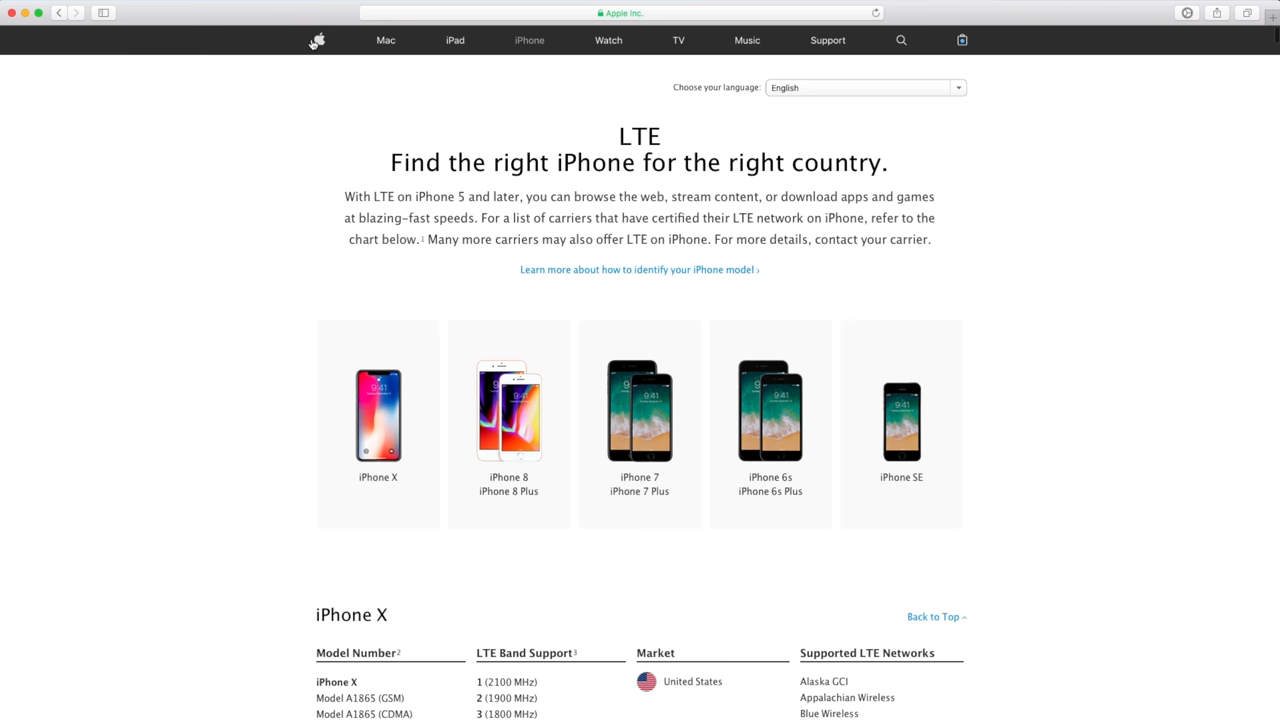 Apple Inc.
Mac iPad iPhone Watch TV Music Support
Choose your language: English
LTE
Find the right iPhone for the right country.
With LTE on iPhone 5 and later, you can browse the web, stream content, or download apps and games
at blazing-fast speeds. For a list of carriers that have certified their LTE network on iPhone, refer to the
chart below.1 Many more carriers may also offer LTE on iPhone. For more details, contact your carrier.
Learn more about how to identify your iPhone model ›
9:41 9 9:41 9 9:41 9 9:41 9:41
iPhone X
iPhone 8
iPhone 8 Plus
iPhone 7
iPhone 7 Plus
iPhone 6s
iPhone 6s Plus
iPhone SE
iPhone X
Back to Top
Model Number2 LTE Band Support3 Market Supported LTE Networks
iPhone X 1 (2100 MHz) United States Alaska GCI
Model A1865 (GSM) 2 (1900 MHz) Appalachian Wireless
Model A1865 (CDMA) 3 (1800 MHz) Blue Wireless